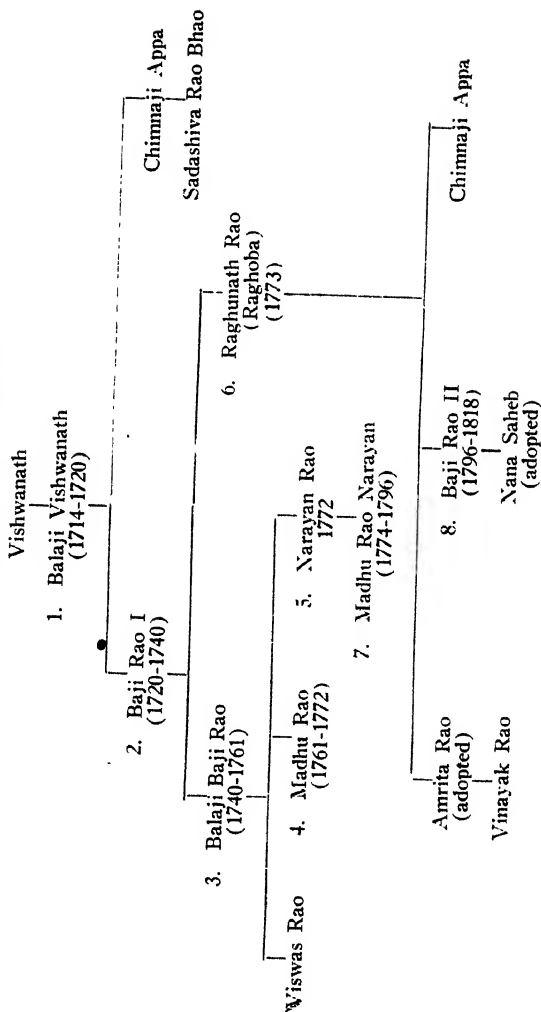 Vishwanath
1. Balaji Vishwanath
(1714-1720)
2. Baji Rao I
(1720-1740)
Chimnaji Appa
Sadashiva Rao Bhao
3. Balaji Baji Rao
(1740-1761)
6. Raghunath Rao
(Raghoba)
(1773)
Viswas Rao
4. Madhu Rao
(1761-1772)
5. Narayan Rao
1772
7. Madhu Rao Narayan
(1774-1796)
Amrita Rao
(adopted)
Vinayak Rao
8. Baji Rao II
(1796-1818)
Nana Saheb
(adopted)
Chimnaji Appa